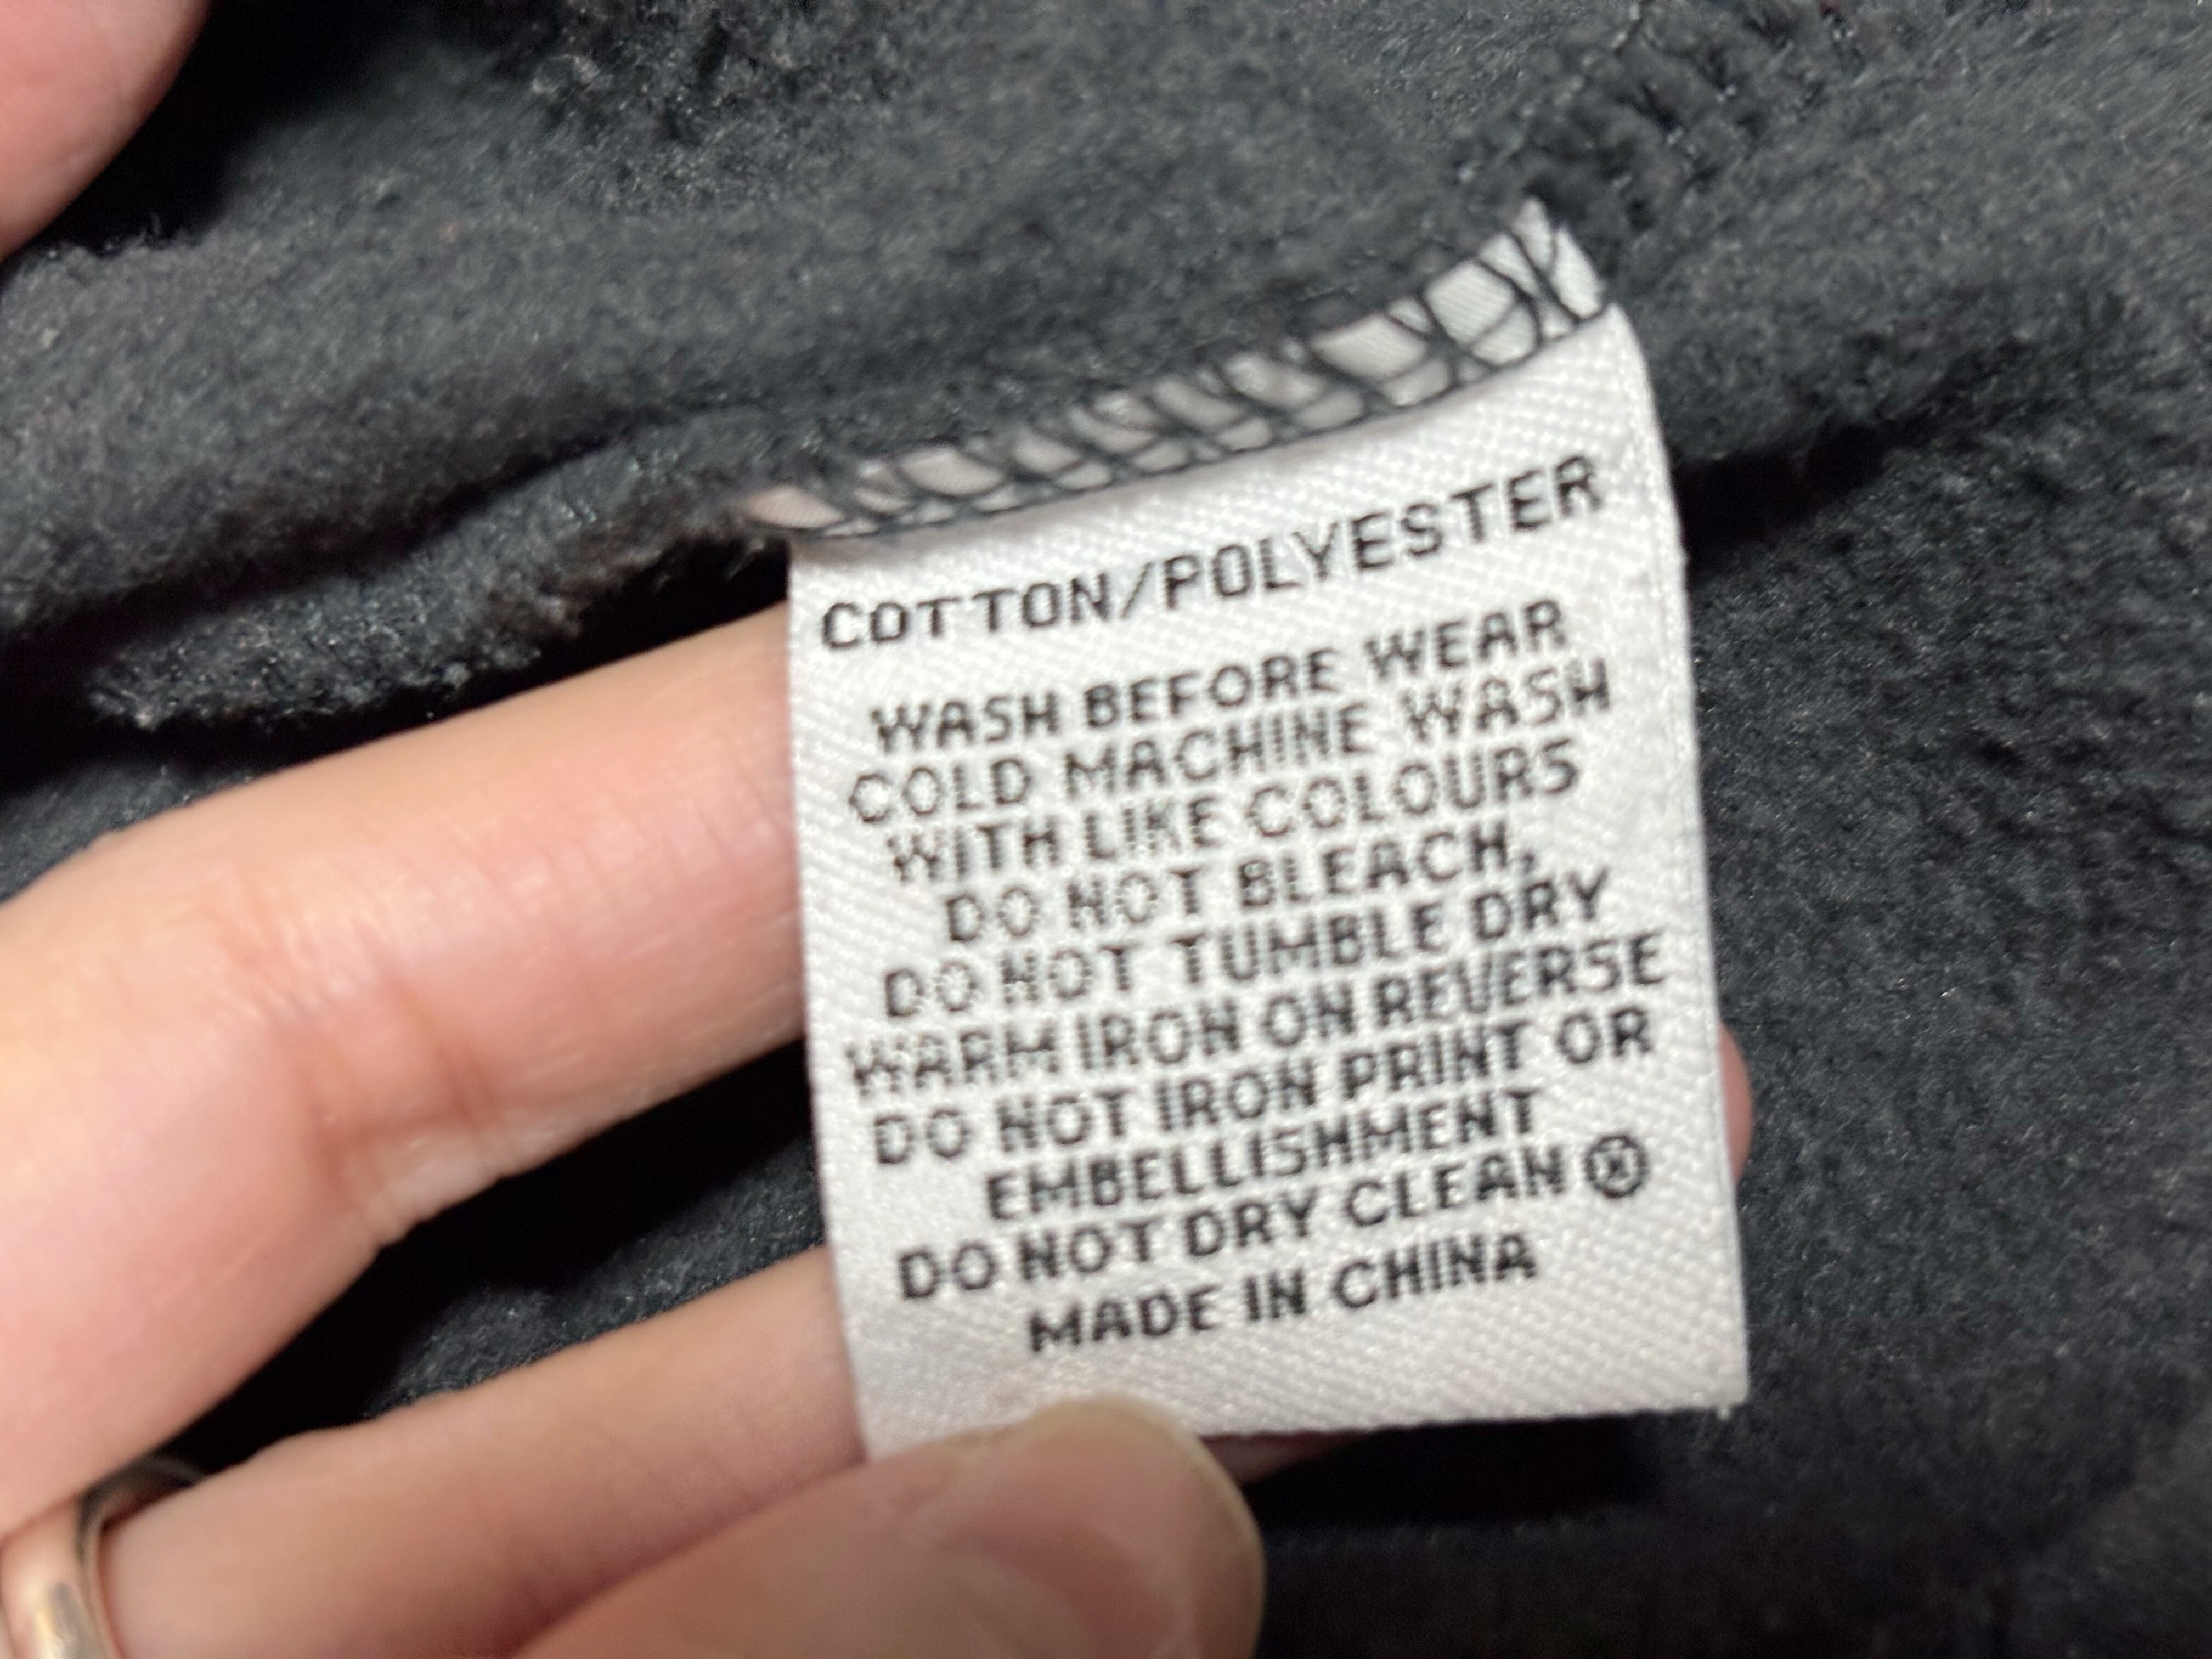 COTTON/POLYESTER
WASH BEFORE WEAR
COLD MACHINE WASH
WITH LIKE COLOURS
DO NOT BLEACH,
DO NOT TUMBLE DRY
WARM IRON ON REVERSE
DO NOT IRON PRINT OR
EMBELLISHMENT
DO NOT DRY CLEAN Ⓧ
MADE IN CHINA